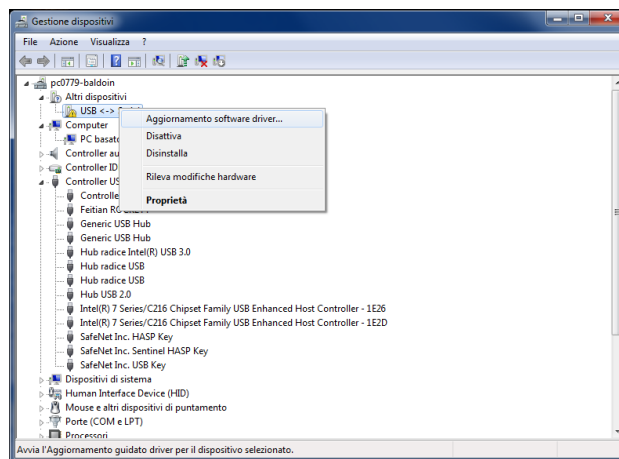 Gestione dispositivi
File Azione Visualizza ?
pc0779-baldoin
Altri dispositivi
USB <->
Aggiornamento software driver...
Computer
Disattiva
PC basato
Disinstalla
Controller au
Controller ID
Rileva modifiche hardware
Controller US
Controlle
Proprietà
Feitian
Generic USB Hub
Generic USB Hub
Hub radice Intel(R) USB 3.0
Hub radice USB
Hub radice USB
Hub USB 2.0
Intel(R) 7 Series/C216 Chipset Family USB Enhanced Host Controller - 1E26
Intel(R) 7 Series/C216 Chipset Family USB Enhanced Host Controller - 1E2D
SafeNet Inc. HASP Key
SafeNet Inc. Sentinel HASP Key
SafeNet Inc. USB Key
Dispositivi di sistema
Human Interface Device (HID)
Mouse e altri dispositivi di puntamento
Porte (COM e LPT)
Processori
Avvia l'Aggiornamento guidato driver per il dispositivo selezionato.